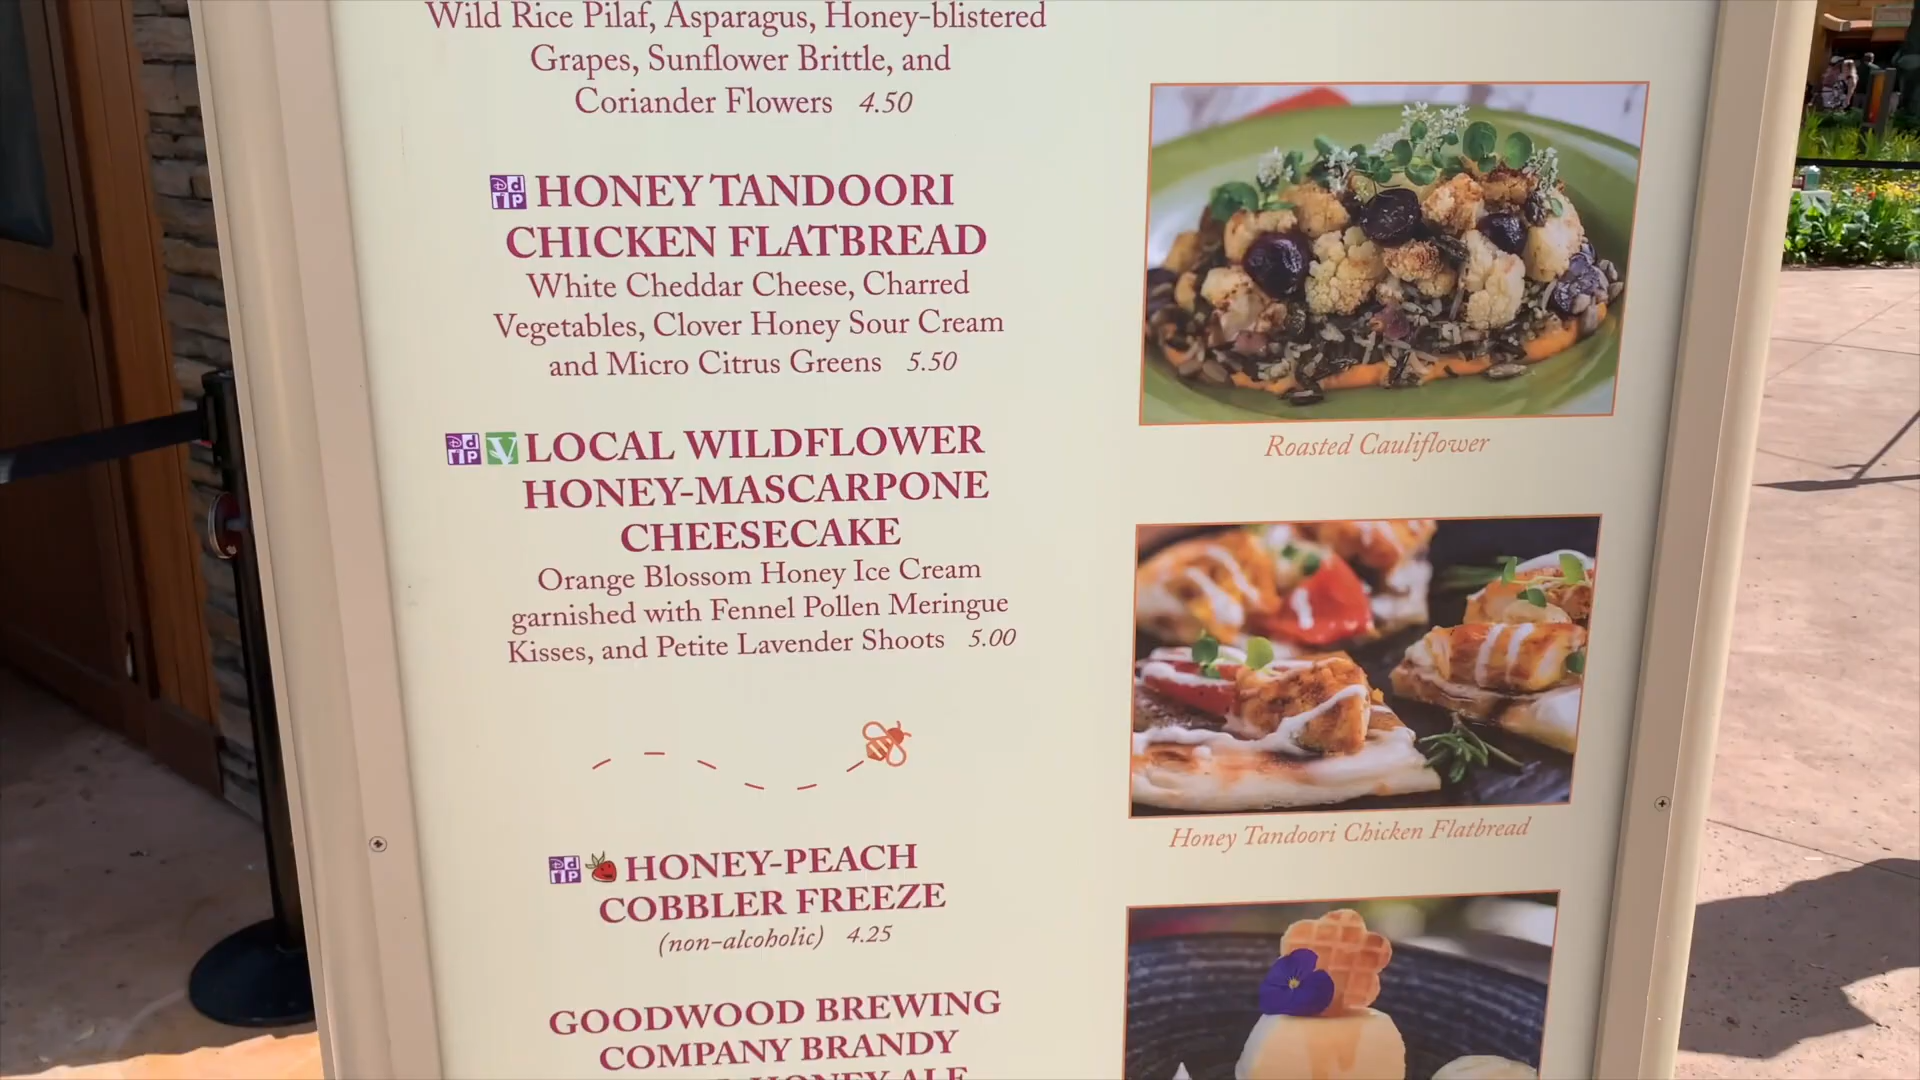 Wild Rice Pilaf, Asparagus, Honey-blistered
Grapes, Sunflower Brittle, and
Coriander Flowers 4.50
HONEY TANDOORI
CHICKEN FLATBREAD
White Cheddar Cheese, Charred
Vegetables, Clover Honey Sour Cream
and Micro Citrus Greens 5.50
V LOCAL WILDFLOWER
HONEY-MASCARPONE
CHEESECAKE
Orange Blossom Honey Ice Cream
garnished with Fennel Pollen Meringue
Kisses, and Petite Lavender Shoots 5.00
HONEY-PEACH
COBBLER FREEZE
(non-alcoholic) 4.25
GOODWOOD BREWING
COMPANY BRANDY
HONEY ALE
Roasted Cauliflower
Honey Tandoori Chicken Flatbread